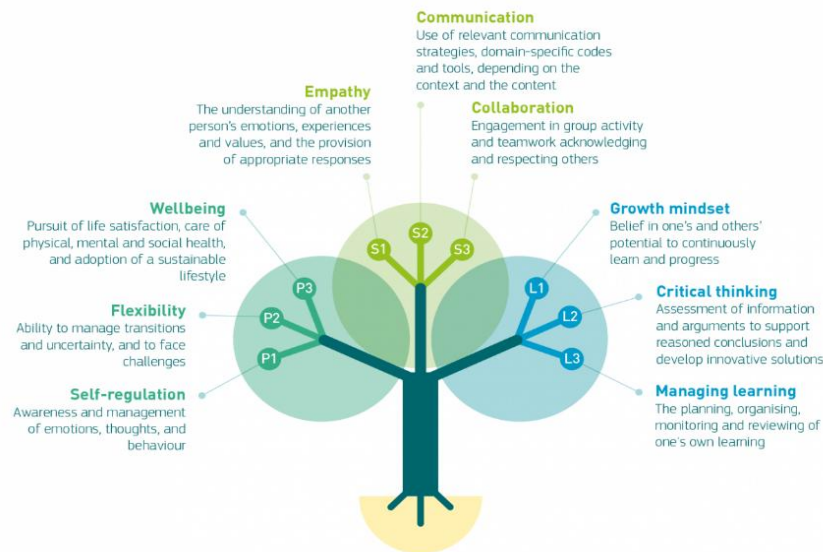 Communication
Use of relevant communication
strategies, domain-specific codes
and tools, depending on the
context and the content
Empathy
The understanding of another
person's emotions, experiences
and values, and the provision
of appropriate responses
Collaboration
Engagement in group activity
and teamwork acknowledging
and respecting others
Wellbeing
Pursuit of life satisfaction, care of
physical, mental and social health,
and adoption of a sustainable
lifestyle
Flexibility
Ability to manage transitions
and uncertainty, and to face
challenges
Self-regulation
Awareness and management
of emotions, thoughts, and
behaviour
P3
P2
P1
S1
S2
S3
L1
L2
L3
Growth mindset
Belief in one's and others'
potential to continuously
learn and progress
Critical thinking
Assessment of information
and arguments to support
reasoned conclusions and
develop innovative solutions
Managing learning
The planning, organising,
monitoring and reviewing of
one's own learning